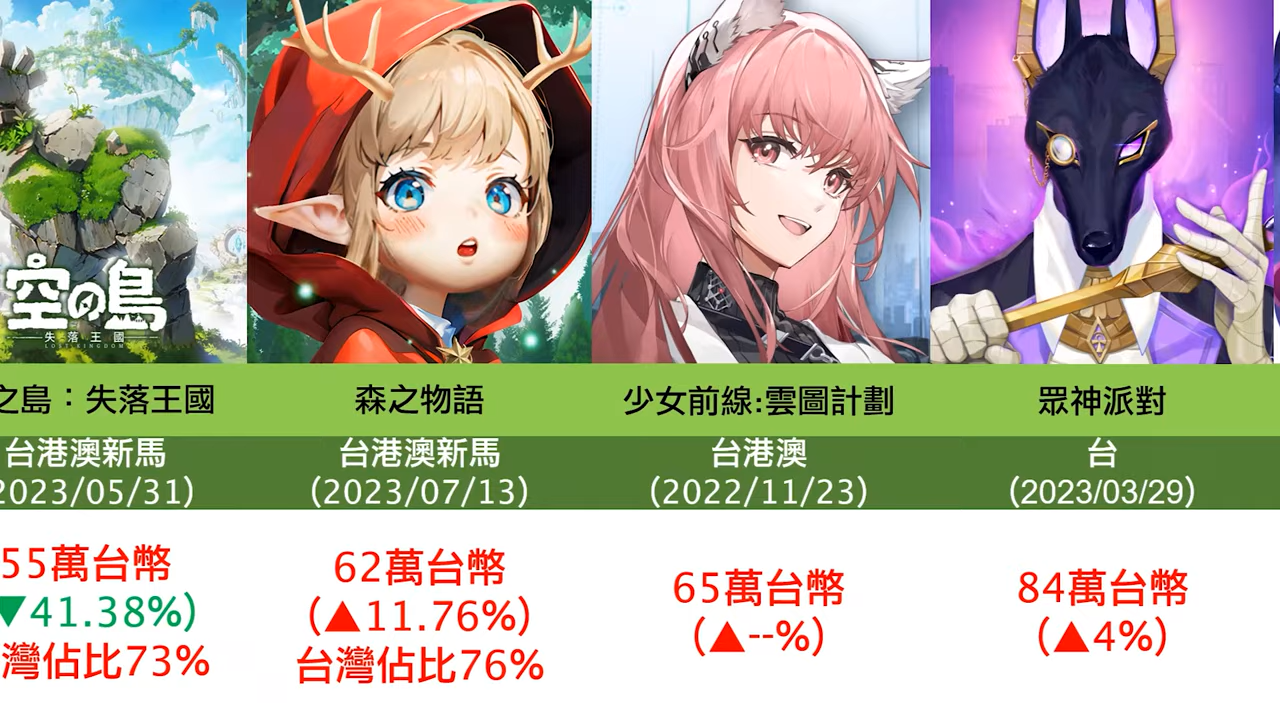 空の島
失落王國
LOST KINGDOM
之島：失落王國
台港澳新馬
2023/05/31)
55萬台幣
▼41.38%)
灣佔比73%
森之物語
台港澳新馬
(2023/07/13)
62萬台幣
(▲11.76%)
台灣佔比76%
少女前線:雲圖計劃
台港澳
(2022/11/23)
65萬台幣
(▲--%)
眾神派對
台
(2023/03/29)
84萬台幣
(▲4%)